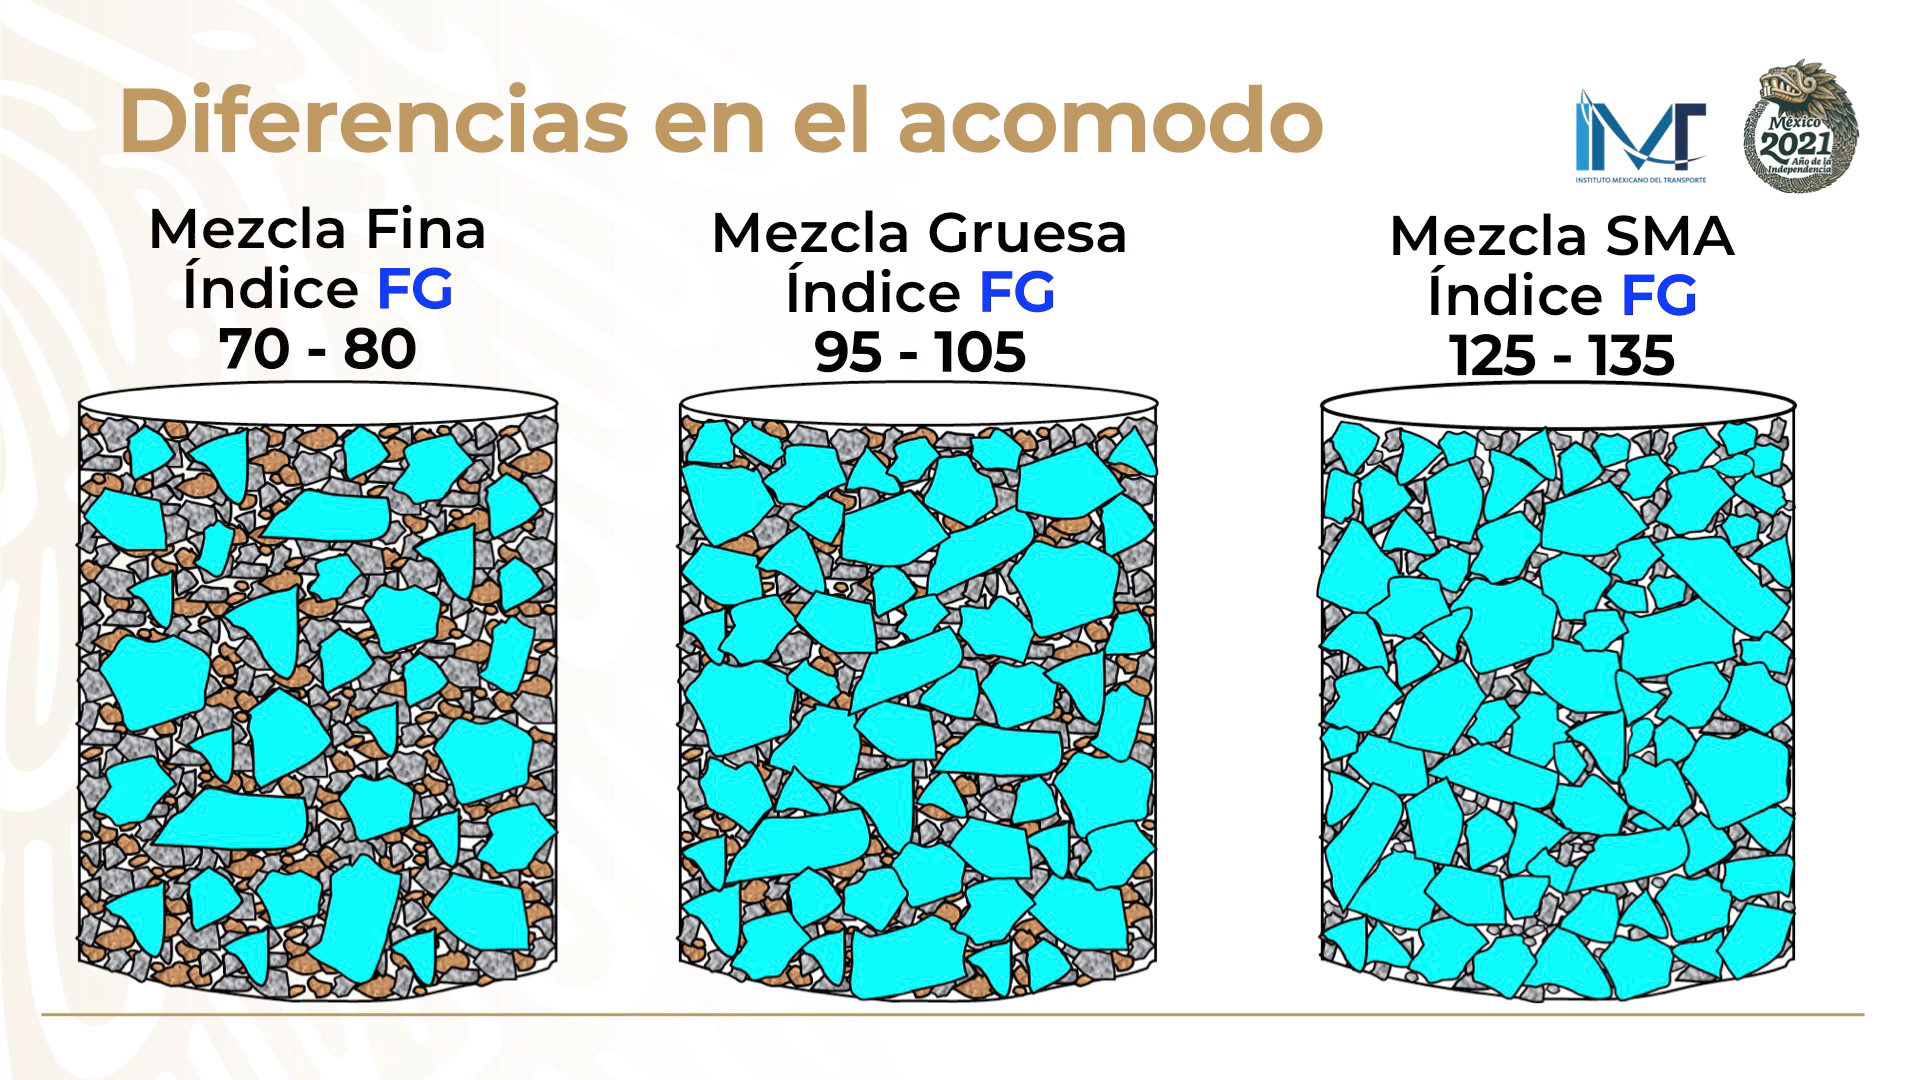 Diferencias en el acomodo
IMT
INSTITUTO MEXICANO DEL TRANSPORTE
México
2021
Año de la
Independencia
Mezcla Fina
Índice FG
70 - 80
Mezcla Gruesa
Índice FG
95 - 105
Mezcla SMA
Índice FG
125 - 135